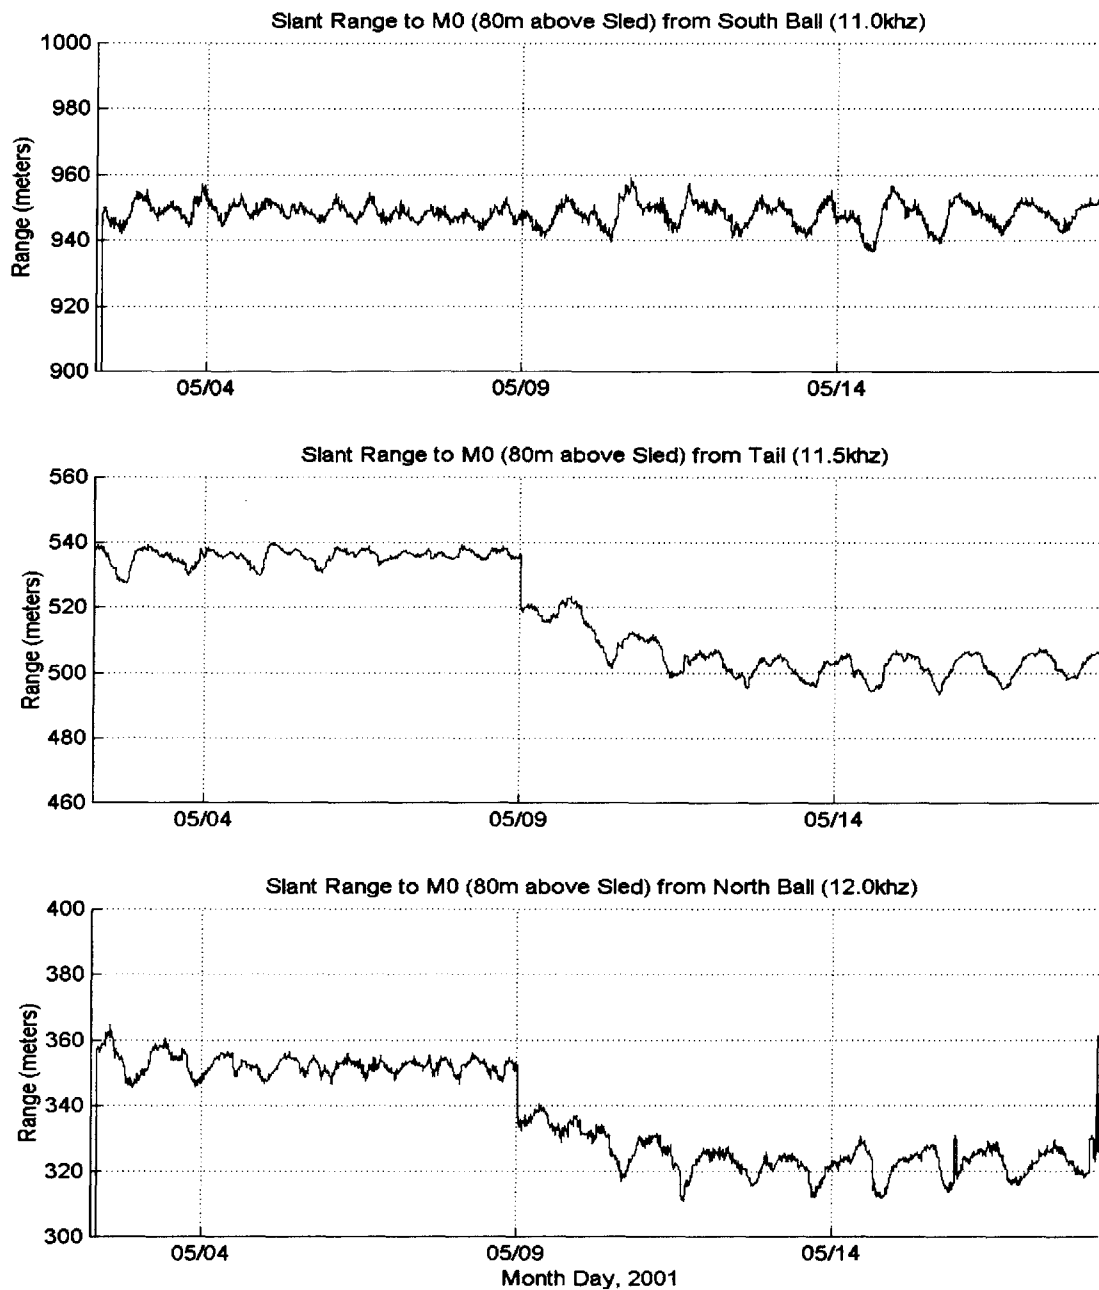 Slant Range to M0 (80m above Sled) from South Ball (11.0khz)
1000
980
960
940
920
900
Range (meters)
05/04 05/09 05/14
Slant Range to M0 (80m above Sled) from Tail (11.5khz)
560
540
520
500
480
460
Range (meters)
05/04 05/09 05/14
Slant Range to M0 (80m above Sled) from North Ball (12.0khz)
400
380
360
340
320
300
Range (meters)
05/04 05/09 05/14
Month Day, 2001